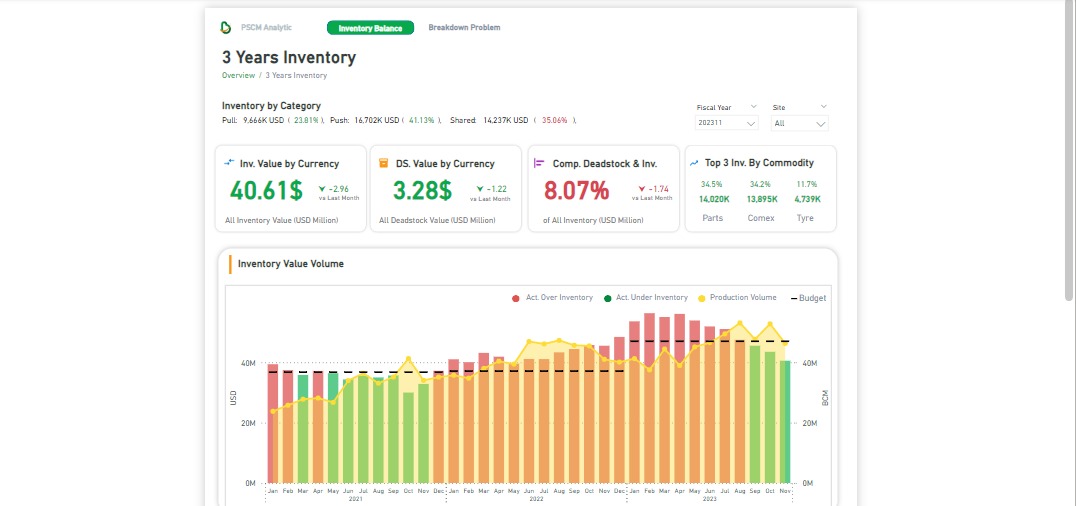 PSCM Analytic Inventory Balance Breakdown Problem
3 Years Inventory
Overview / 3 Years Inventory
Inventory by Category
Pull: 9,666K USD ( 23.81% ), Push: 16,702K USD ( 41.13% ), Shared: 14,237K USD ( 35.06% ),
Fiscal Year Site
202311 All
Inv. Value by Currency
40.61$ -2.96
vs Last Month
All Inventory Value (USD Million)
DS. Value by Currency
3.28$ -1.22
vs Last Month
All Deadstock Value (USD Million)
Comp. Deadstock & Inv.
8.07% -1.74
vs Last Month
of All Inventory (USD Million)
Top 3 Inv. By Commodity
34.5% 34.2% 11.7%
14,020K 13,895K 4,739K
Parts Comex Tyre
Inventory Value Volume
Act. Over Inventory Act. Under Inventory Production Volume Budget
40M 40M
USD BCM
20M 20M
0M 0M
Jan Feb Mar Apr May Jun Jul Aug Sep Oct Nov Dec Jan Feb Mar Apr May Jun Jul Aug Sep Oct Nov Dec Jan Feb Mar Apr May Jun Jul Aug Sep Oct Nov
2021 2022 2023